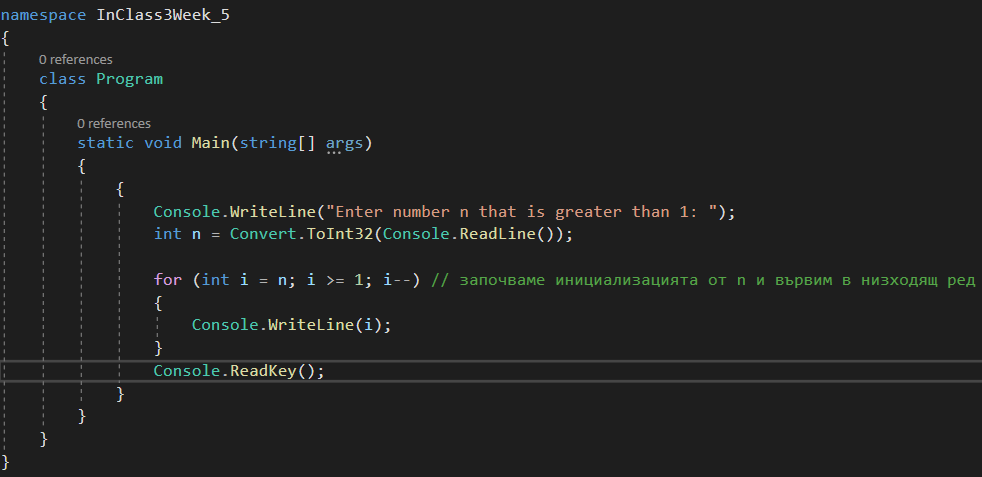 namespace InClass3Week_5
{
0 references
class Program
{
0 references
static void Main(string[] args)
{
{
Console.WriteLine("Enter number n that is greater than 1: ");
int n = Convert.ToInt32(Console.ReadLine());
for (int i = n; i >= 1; i--) // започваме инициализацията от n и вървим в низходящ ред
{
Console.WriteLine(i);
}
Console.ReadKey();
}
}
}
}